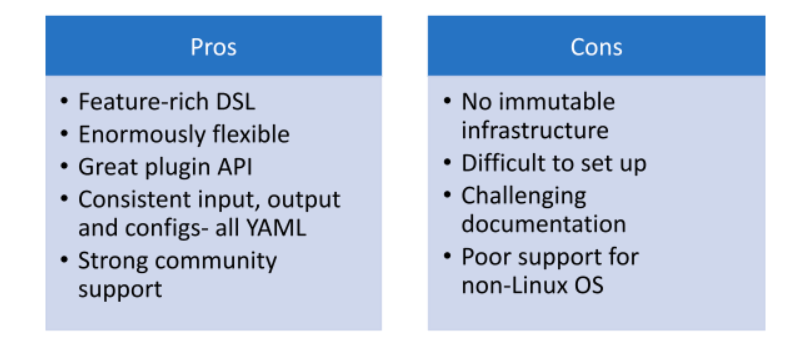 Pros
• Feature-rich DSL
• Enormously flexible
• Great plugin API
• Consistent input, output
and configs- all YAML
• Strong community
support
Cons
• No immutable
infrastructure
• Difficult to set up
• Challenging
documentation
• Poor support for
non-Linux OS